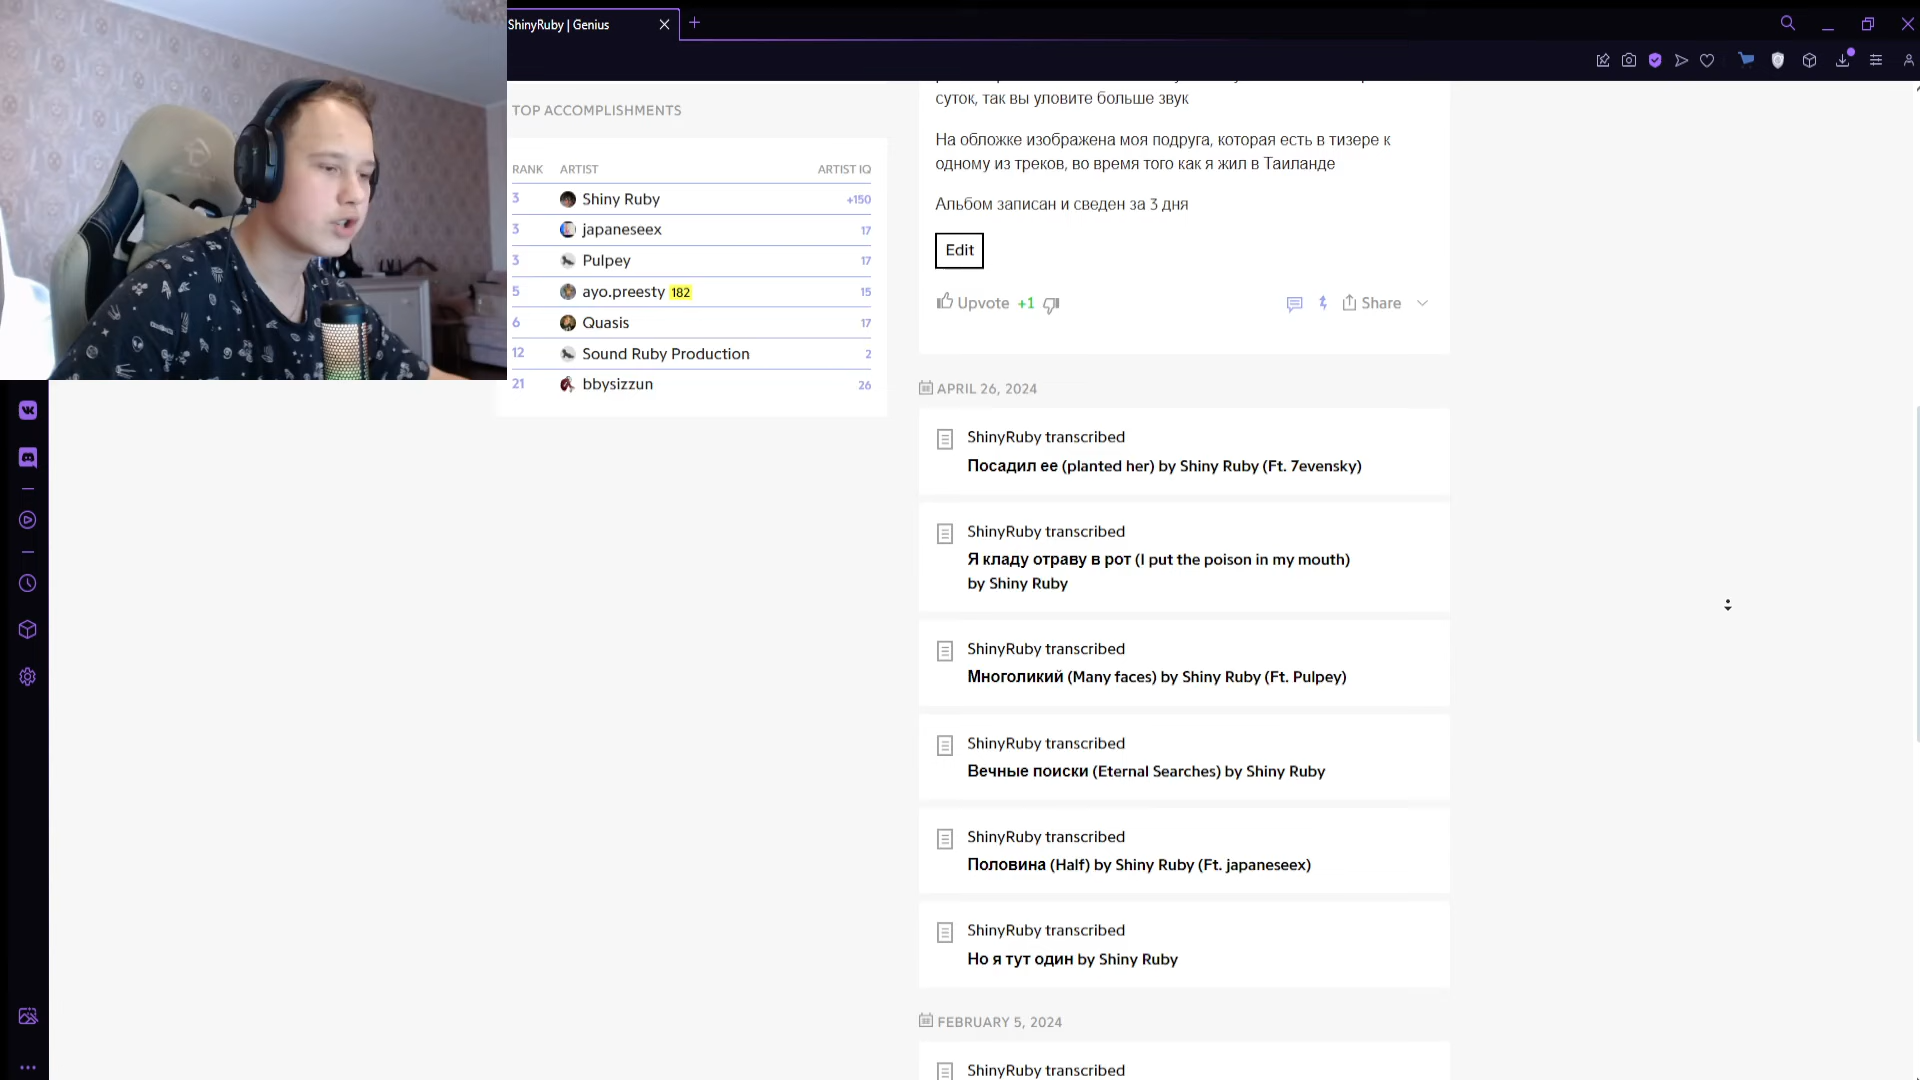 ShinyRuby | Genius
TOP ACCOMPLISHMENTS
RANK ARTIST ARTIST IQ
3 Shiny Ruby +150
3 japaneseex 17
3 Pulpey 17
5 ayo.preesty 182 15
6 Quasis 17
12 Sound Ruby Production 2
21 bbysizzun 26
суток, так вы уловите больше звук
На обложке изображена моя подруга, которая есть в тизере к
одному из треков, во время того как я жил в Таиланде
Альбом записан и сведен за 3 дня
Edit
Upvote +1 Share
APRIL 26, 2024
ShinyRuby transcribed
Посадил ее (planted her) by Shiny Ruby (Ft. 7evensky)
ShinyRuby transcribed
Я кладу отраву в рот (I put the poison in my mouth)
by Shiny Ruby
ShinyRuby transcribed
Многоликий (Many faces) by Shiny Ruby (Ft. Pulpey)
ShinyRuby transcribed
Вечные поиски (Eternal Searches) by Shiny Ruby
ShinyRuby transcribed
Половина (Half) by Shiny Ruby (Ft. japaneseex)
ShinyRuby transcribed
Но я тут один by Shiny Ruby
FEBRUARY 5, 2024
ShinyRuby transcribed